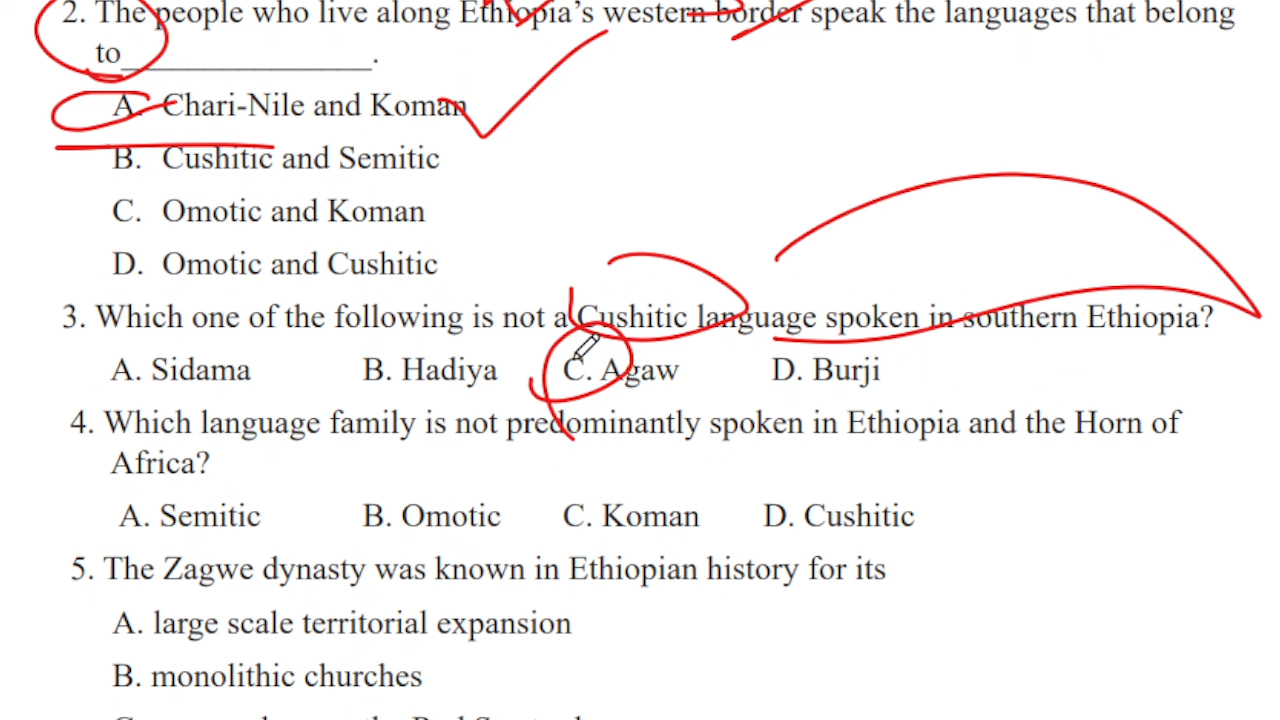 2. The people who live along Ethiopia's western border speak the languages that belong
to________________.
A. Chari-Nile and Koman
B. Cushitic and Semitic
C. Omotic and Koman
D. Omotic and Cushitic
3. Which one of the following is not a Cushitic language spoken in southern Ethiopia?
A. Sidama B. Hadiya C. Agaw D. Burji
4. Which language family is not predominantly spoken in Ethiopia and the Horn of
Africa?
A. Semitic B. Omotic C. Koman D. Cushitic
5. The Zagwe dynasty was known in Ethiopian history for its
A. large scale territorial expansion
B. monolithic churches